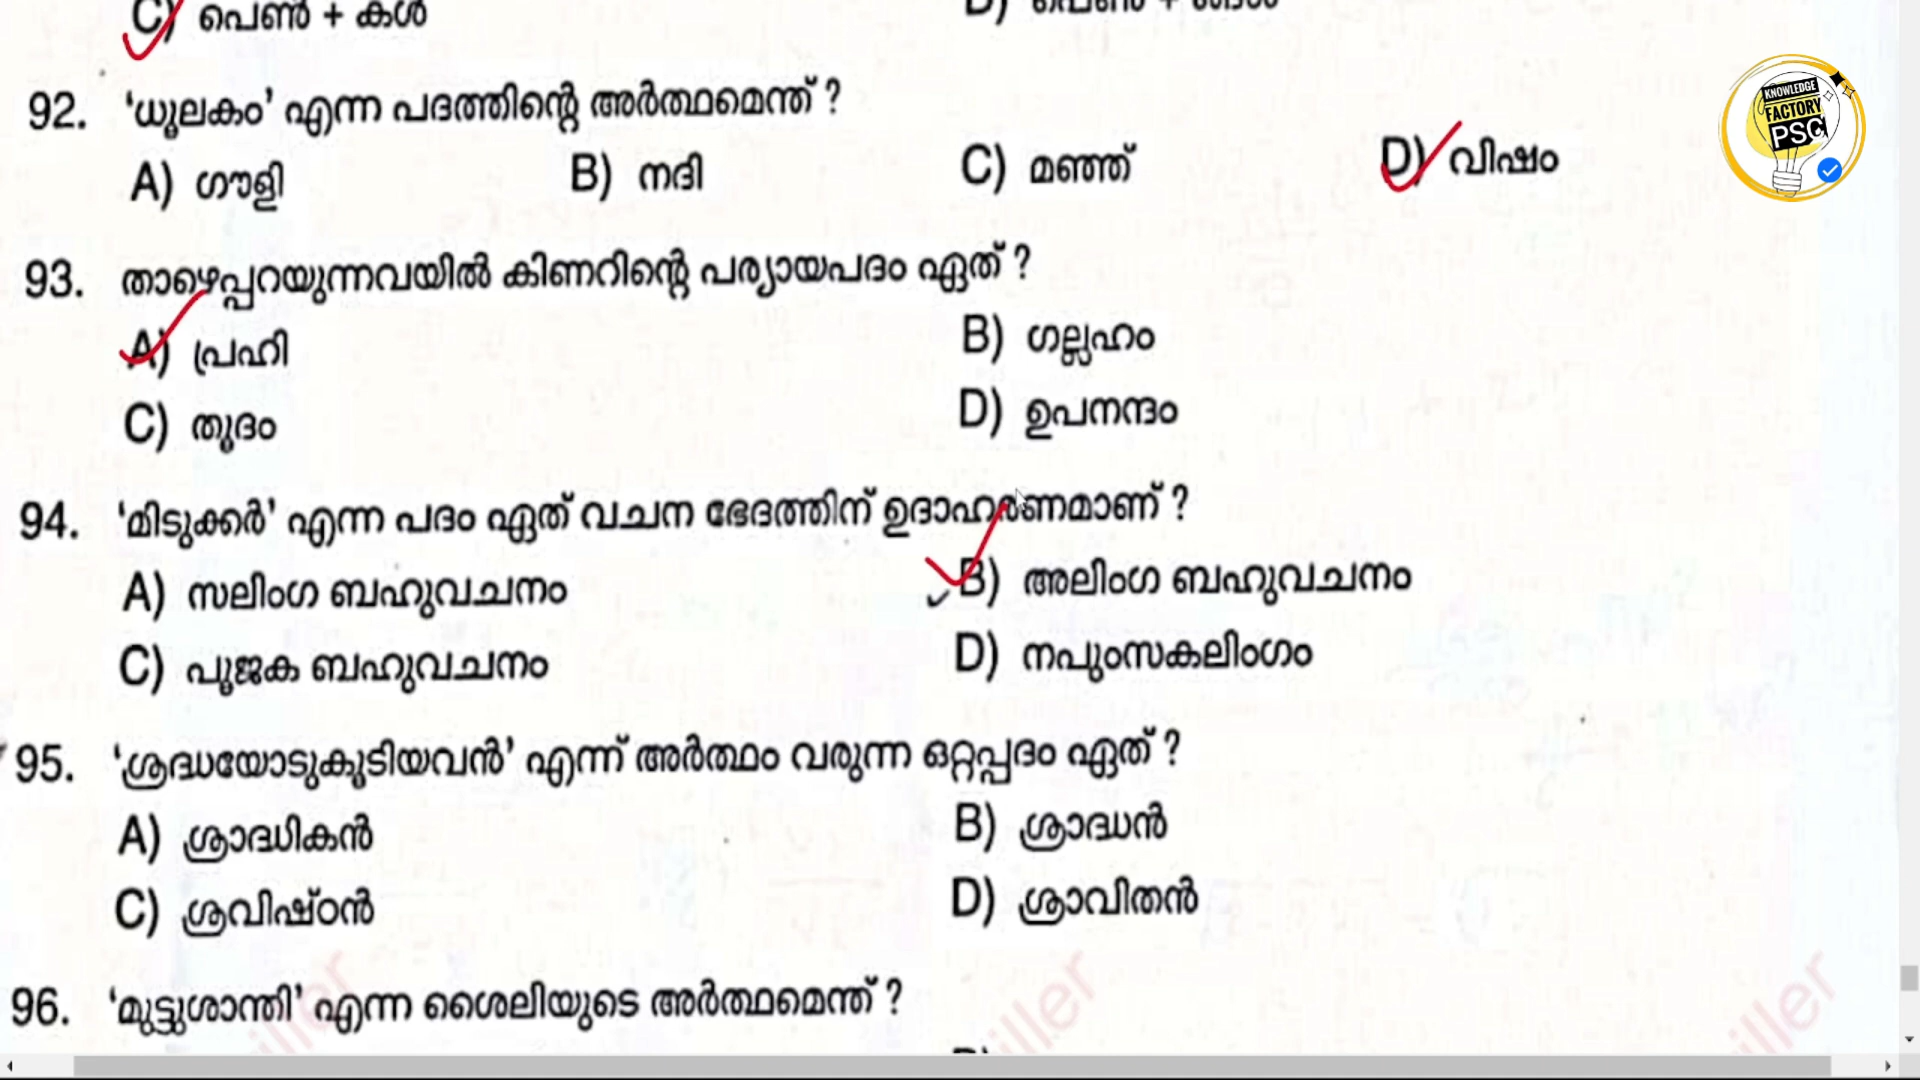 C) പെൺ + കൾ
D) പെൺ + ങ്ങൾ
92. ‘ധൂലകം’ എന്ന പദത്തിന്റെ അർത്ഥമെന്ത് ?
A) ഗൗളി B) നദി C) മഞ്ഞ് D) വിഷം
KNOWLEDGE
FACTORY
PSC
93. താഴെപ്പറയുന്നവയിൽ കിണറിന്റെ പര്യായപദം ഏത് ?
A) പ്രഹി B) ഗല്ലഹം
C) തൂദം D) ഉപനന്ദം
94. ‘മിടുക്കർ’ എന്ന പദം ഏത് വചന ഭേദത്തിന് ഉദാഹരണമാണ് ?
A) സലിംഗ ബഹുവചനം B) അലിംഗ ബഹുവചനം
C) പൂജക ബഹുവചനം D) നപുംസകലിംഗം
95. ‘ശ്രദ്ധയോടുകൂടിയവൻ’ എന്ന് അർത്ഥം വരുന്ന ഒറ്റപ്പദം ഏത് ?
A) ശ്രാദ്ധികൻ B) ശ്രാദ്ധൻ
C) ശ്രവിഷ്ഠൻ D) ശ്രാവിതൻ
96. ‘മുട്ടുശാന്തി’ എന്ന ശൈലിയുടെ അർത്ഥമെന്ത് ?